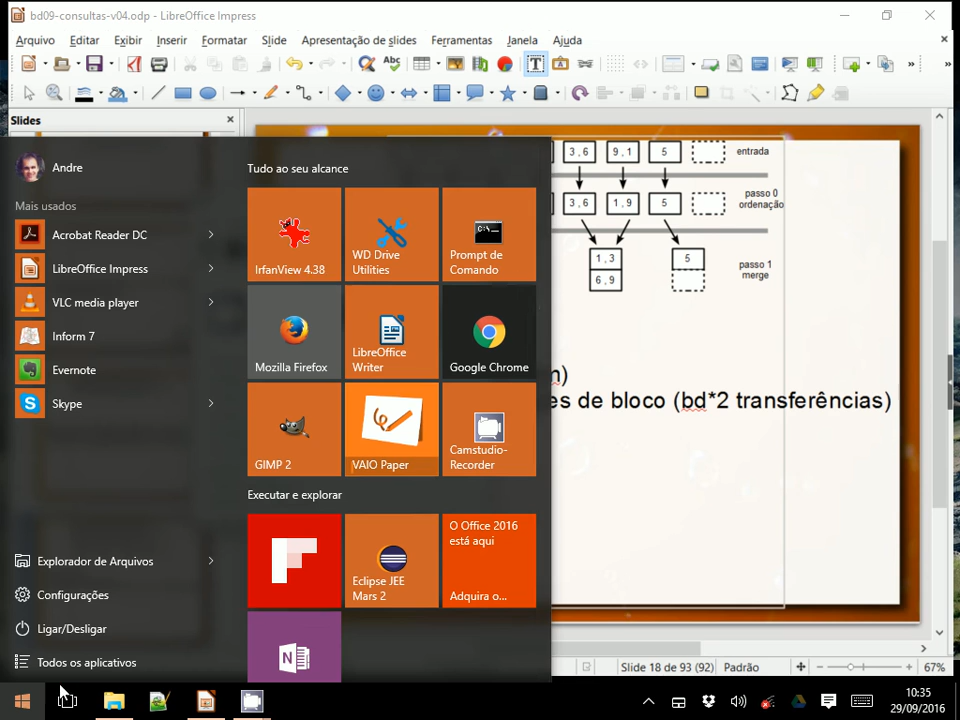 bd09-consultas-v04.odp - LibreOffice Impress
Arquivo Editar Exibir Inserir Formatar Slide Apresentação de slides Ferramentas Janela Ajuda
Slides
Andre
Mais usados
Acrobat Reader DC
LibreOffice Impress
VLC media player
Inform 7
Evernote
Skype
Explorador de Arquivos
Configurações
Ligar/Desligar
Todos os aplicativos
Tudo ao seu alcance
IrfanView 4.38
WD Drive
Utilities
Prompt de
Comando
Mozilla Firefox
LibreOffice
Writer
Google Chrome
GIMP 2
VAIO Paper
Camstudio-
Recorder
Executar e explorar
Eclipse JEE
Mars 2
O Office 2016
está aqui
Adquira o...
3 , 6 9 , 1 5 entrada
3 , 6 1 , 9 5 passo 0
ordenação
1 , 3 5 passo 1
6 , 9 merge
m)
es de bloco (bd*2 transferências)
Slide 18 de 93 (92) Padrão 67%
10:35
29/09/2016